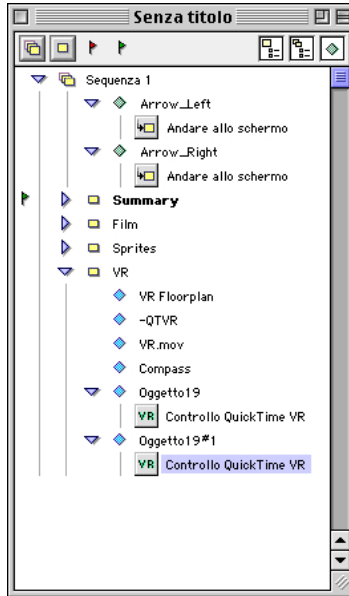 Senza titolo
Sequenza 1
Arrow_Left
Andare allo schermo
Arrow_Right
Andare allo schermo
Summary
Film
Sprites
VR
VR Floorplan
-QTVR
VR.mov
Compass
Oggetto19
VR Controllo QuickTime VR
Oggetto19#1
VR Controllo QuickTime VR